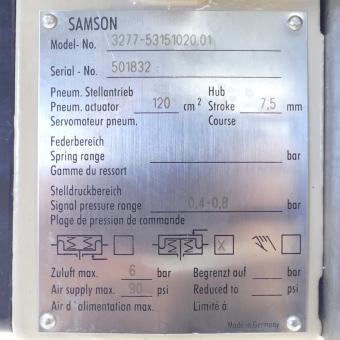 SAMSON
Model- No. 3277-53151020.01
Serial - No. 501832
Pneum. Stellantrieb Hub
Pneum. actuator 120 cm² Stroke 7,5 mm
Servomoteur pneum. Course
Federbereich
Spring range bar
Gamme du ressort
Stelldruckbereich
Signal pressure range 0,4-0,8 bar
Plage de pression de commande
X
Zuluft max. 6 bar Begrenzt auf bar
Air supply max. 90 psi Reduced to psi
Air d'alimentation max. Limité à
Made in Germany